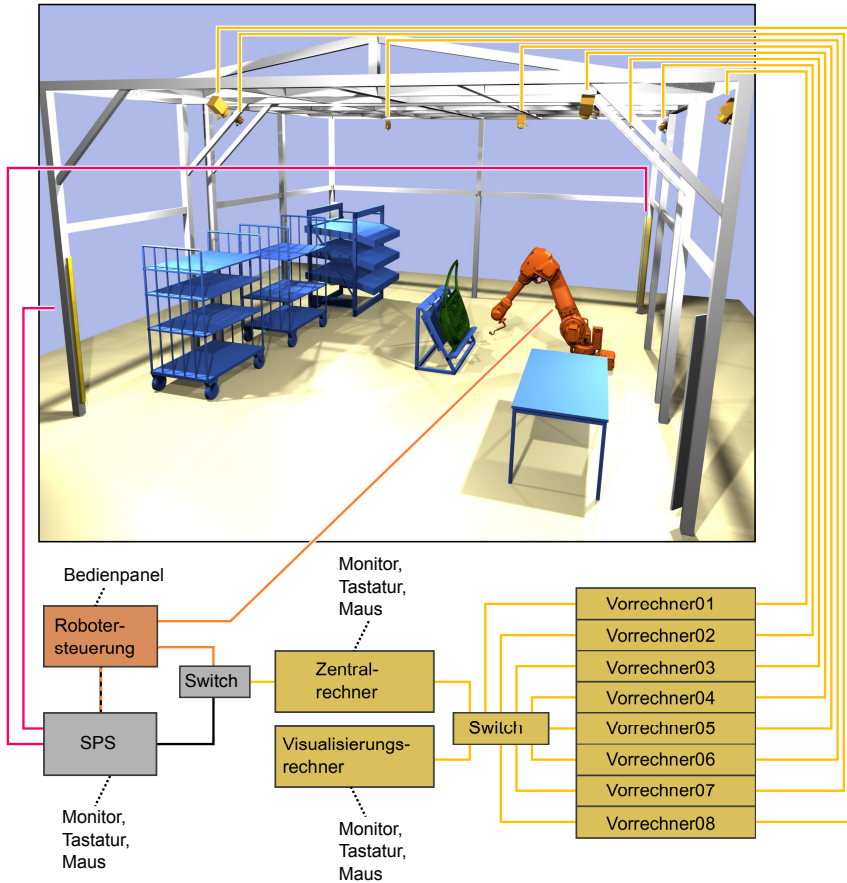 Bedienpanel
Roboter-
steuerung
SPS
Monitor,
Tastatur,
Maus
Switch
Monitor,
Tastatur,
Maus
Zentral-
rechner
Visualisierungs-
rechner
Monitor,
Tastatur,
Maus
Switch
Vorrechner01
Vorrechner02
Vorrechner03
Vorrechner04
Vorrechner05
Vorrechner06
Vorrechner07
Vorrechner08